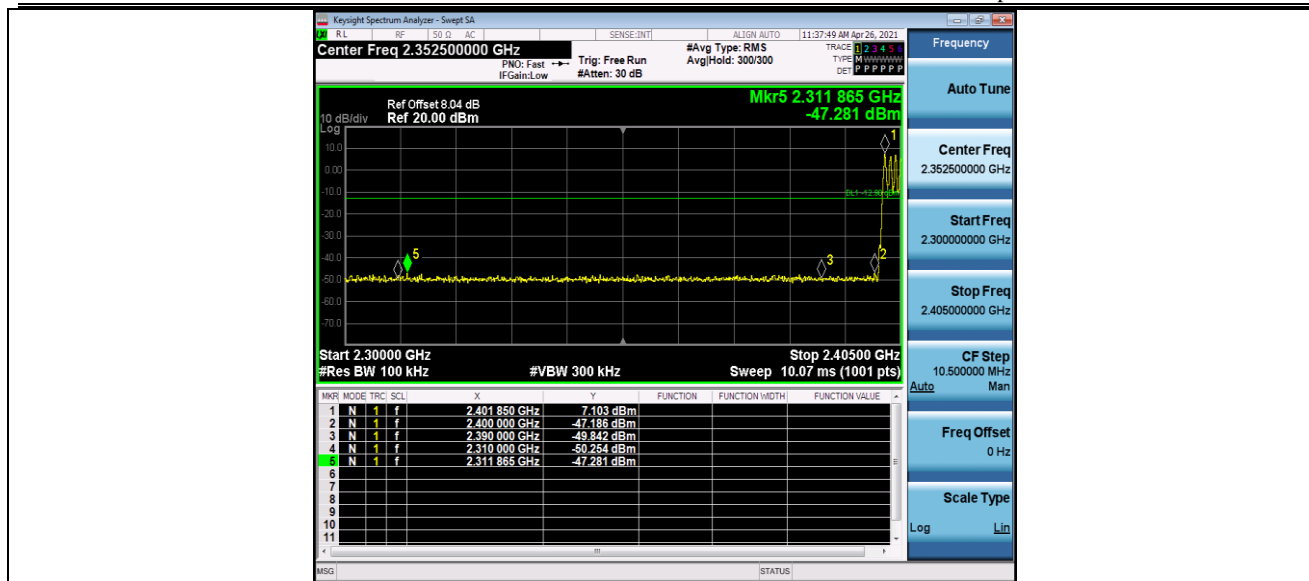 Keysight Spectrum Analyzer - Swept SA
LXI RL RF 50 Ω AC SENSE:INT ALIGN AUTO 11:37:49 AM Apr 26, 2021
Center Freq 2.352500000 GHz #Avg Type: RMS TRACE 1 2 3 4 5 6
PNO: Fast Trig: Free Run Avg|Hold: 300/300 TYPE M WWWWW
IFGain:Low #Atten: 30 dB DET P P P P P P
Mkr5 2.311 865 GHz
-47.281 dBm
Ref Offset 8.04 dB
10 dB/div Ref 20.00 dBm
Log
10.0
0.00
-10.0
-20.0
-30.0
-40.0
-50.0
-60.0
-70.0
1
DL1 -12.90 dBm
5
3
2
Start 2.30000 GHz Stop 2.40500 GHz
#Res BW 100 kHz #VBW 300 kHz Sweep 10.07 ms (1001 pts)
MKR MODE TRC SCL X Y FUNCTION FUNCTION WIDTH FUNCTION VALUE
1 N 1 f 2.401 850 GHz 7.103 dBm
2 N 1 f 2.400 000 GHz -47.186 dBm
3 N 1 f 2.390 000 GHz -49.842 dBm
4 N 1 f 2.310 000 GHz -50.254 dBm
5 N 1 f 2.311 865 GHz -47.281 dBm
6
7
8
9
10
11
MSG STATUS
Frequency
Auto Tune
Center Freq
2.352500000 GHz
Start Freq
2.300000000 GHz
Stop Freq
2.405000000 GHz
CF Step
10.500000 MHz
Auto Man
Freq Offset
0 Hz
Scale Type
Log Lin